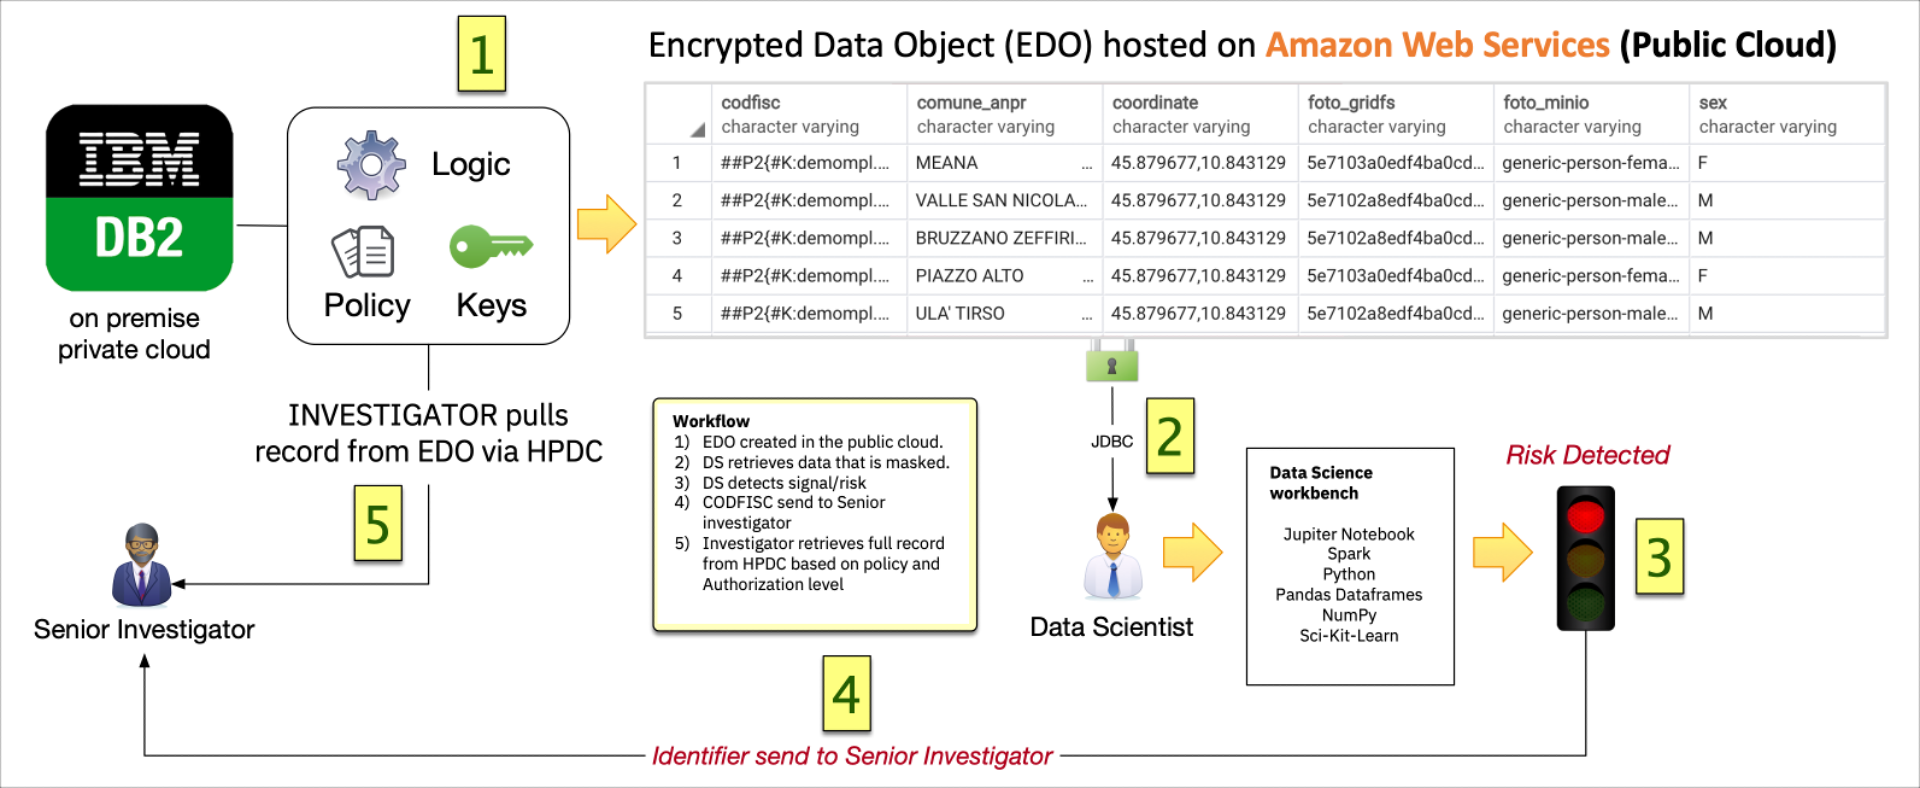 1
Encrypted Data Object (EDO) hosted on Amazon Web Services (Public Cloud)
IBM
DB2
on premise
private cloud
Logic
Policy Keys
codfisc comune_anpr coordinate foto_gridfs foto_minio sex
character varying character varying character varying character varying character varying character varying
1 ##P2{#K:demompl.... MEANA ... 45.879677,10.843129 5e7103a0edf4ba0cd... generic-person-fema... F
2 ##P2{#K:demompl.... VALLE SAN NICOLA... 45.879677,10.843129 5e7102a8edf4ba0cd... generic-person-male... M
3 ##P2{#K:demompl.... BRUZZANO ZEFFIRI... 45.879677,10.843129 5e7102a8edf4ba0cd... generic-person-male... M
4 ##P2{#K:demompl.... PIAZZO ALTO ... 45.879677,10.843129 5e7103a0edf4ba0cd... generic-person-fema... F
5 ##P2{#K:demompl.... ULA' TIRSO ... 45.879677,10.843129 5e7102a8edf4ba0cd... generic-person-male... M
INVESTIGATOR pulls
record from EDO via HPDC
5
Senior Investigator
Workflow
1) EDO created in the public cloud.
2) DS retrieves data that is masked.
3) DS detects signal/risk
4) CODFISC send to Senior
investigator
5) Investigator retrieves full record
from HPDC based on policy and
Authorization level
JDBC
2
Data Scientist
Data Science
workbench
Jupiter Notebook
Spark
Python
Pandas Dataframes
NumPy
Sci-Kit-Learn
Risk Detected
3
4
Identifier send to Senior Investigator